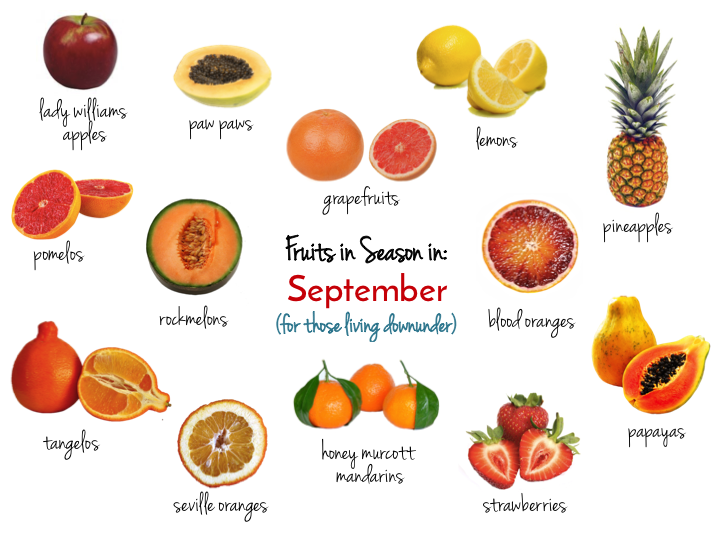 lady williams
apples
paw paws
grapefruits
lemons
pineapples
pomelos
rockmelons
Fruits in Season in:
September
(for those living downunder)
blood oranges
tangelos
seville oranges
honey murcott
mandarins
strawberries
papayas